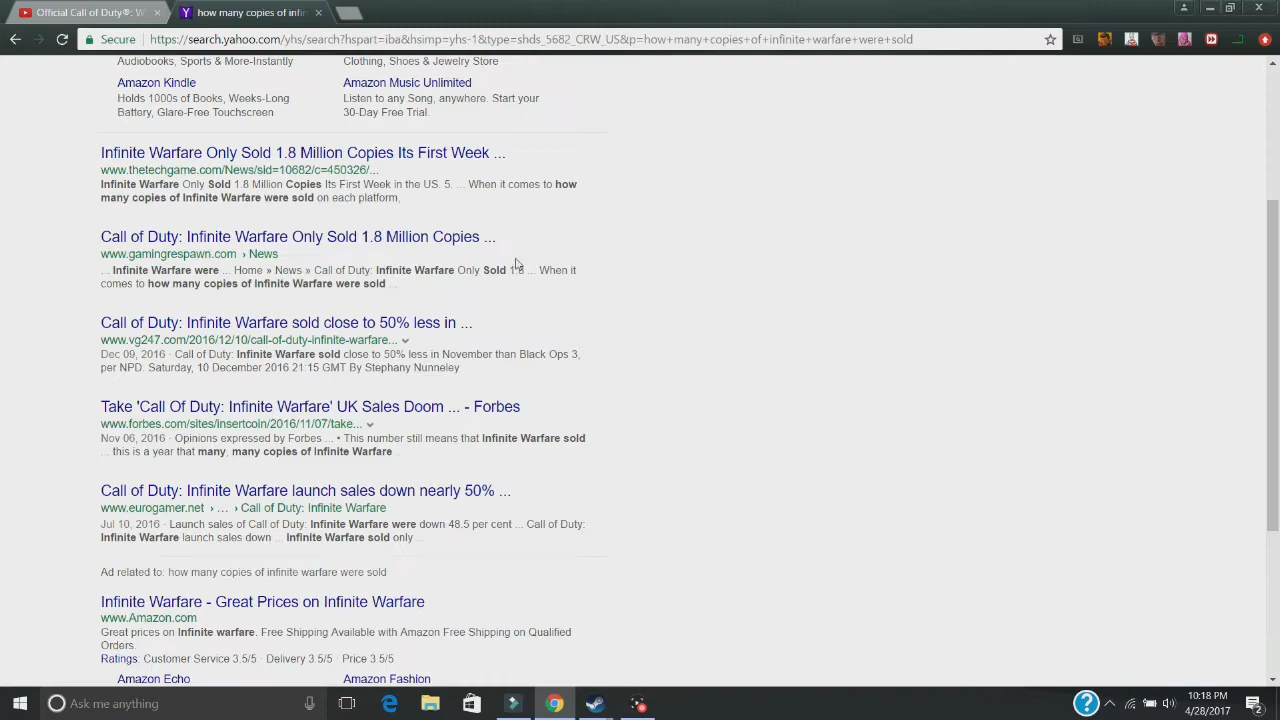 Official Call of Duty®: W
how many copies of infin
Secure
https://search.yahoo.com/yhs/search?hspart=iba&hsimp=yhs-1&type=shds_5682_CRW_US&p=how+many+copies+of+infinite+warfare+were+sold
Audiobooks, Sports & More-Instantly
Clothing, Shoes & Jewelry Store
Amazon Kindle
Amazon Music Unlimited
Holds 1000s of Books, Weeks-Long
Listen to any Song, anywhere. Start your
Battery, Glare-Free Touchscreen
30-Day Free Trial.
Infinite Warfare Only Sold 1.8 Million Copies Its First Week ...
www.thetechgame.com/News/sid=10682/c=450326/...
Infinite Warfare Only Sold 1.8 Million Copies Its First Week in the US. 5. ... When it comes to how
many copies of Infinite Warfare were sold on each platform,
Call of Duty: Infinite Warfare Only Sold 1.8 Million Copies ...
www.gamingrespawn.com › News
... Infinite Warfare were ... Home » News » Call of Duty: Infinite Warfare Only Sold 1.8 ... When it
comes to how many copies of Infinite Warfare were sold ...
Call of Duty: Infinite Warfare sold close to 50% less in ...
www.vg247.com/2016/12/10/call-of-duty-infinite-warfare...
Dec 09, 2016 · Call of Duty: Infinite Warfare sold close to 50% less in November than Black Ops 3,
per NPD. Saturday, 10 December 2016 21:15 GMT By Stephany Nunneley
Take 'Call Of Duty: Infinite Warfare' UK Sales Doom ... - Forbes
www.forbes.com/sites/insertcoin/2016/11/07/take...
Nov 06, 2016 · Opinions expressed by Forbes ... • This number still means that Infinite Warfare sold
... this is a year that many, many copies of Infinite Warfare
Call of Duty: Infinite Warfare launch sales down nearly 50% ...
www.eurogamer.net › ... › Call of Duty: Infinite Warfare
Jul 10, 2016 · Launch sales of Call of Duty: Infinite Warfare were down 48.5 per cent ... Call of Duty:
Infinite Warfare launch sales down ... Infinite Warfare sold only ...
Ad related to: how many copies of infinite warfare were sold
Infinite Warfare - Great Prices on Infinite Warfare
www.Amazon.com
Great prices on Infinite warfare. Free Shipping Available with Amazon Free Shipping on Qualified
Orders.
Ratings: Customer Service 3.5/5 · Delivery 3.5/5 · Price 3.5/5
Amazon Echo
Amazon Fashion
Ask me anything
10:18 PM
4/28/2017